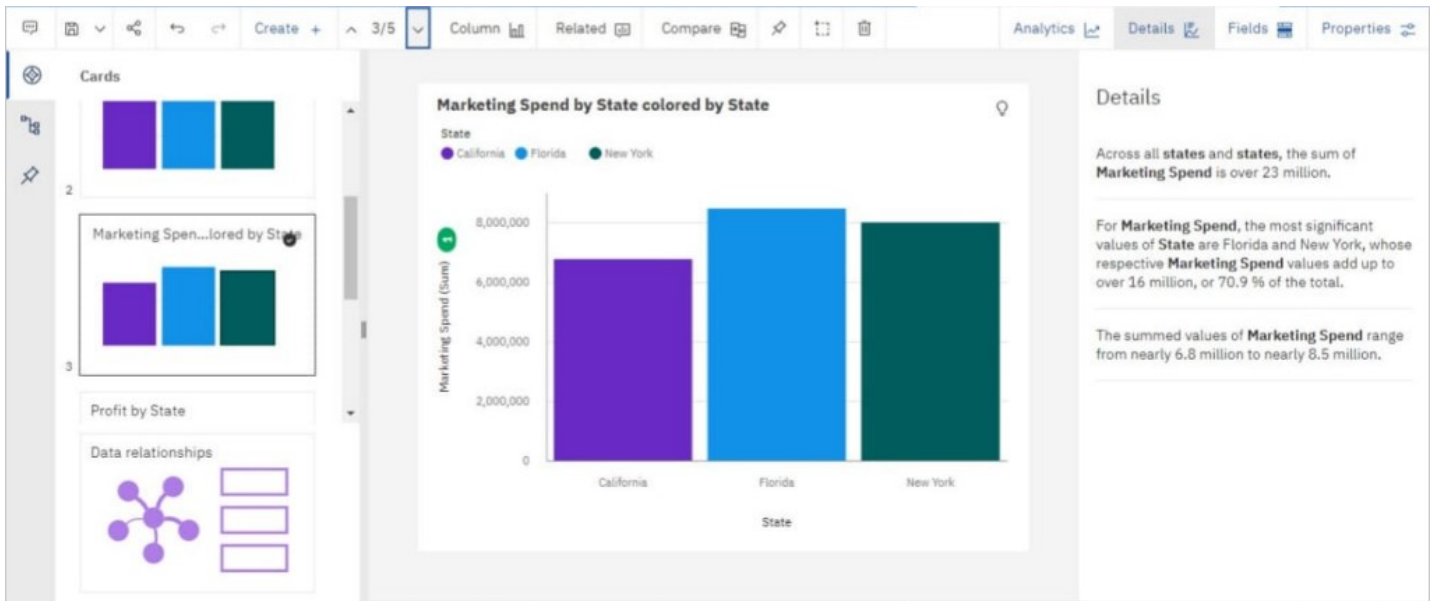 Create +
3/5
Column
Related
Compare
Analytics
Details
Fields
Properties
Cards
2
Marketing Spen...lored by State
3
Profit by State
Data relationships
Marketing Spend by State colored by State
State
California
Florida
New York
8,000,000
6,000,000
4,000,000
2,000,000
0
Marketing Spend (Sum)
California
Florida
New York
State
Details
Across all states and states, the sum of
Marketing Spend is over 23 million.
For Marketing Spend, the most significant
values of State are Florida and New York, whose
respective Marketing Spend values add up to
over 16 million, or 70.9 % of the total.
The summed values of Marketing Spend range
from nearly 6.8 million to nearly 8.5 million.